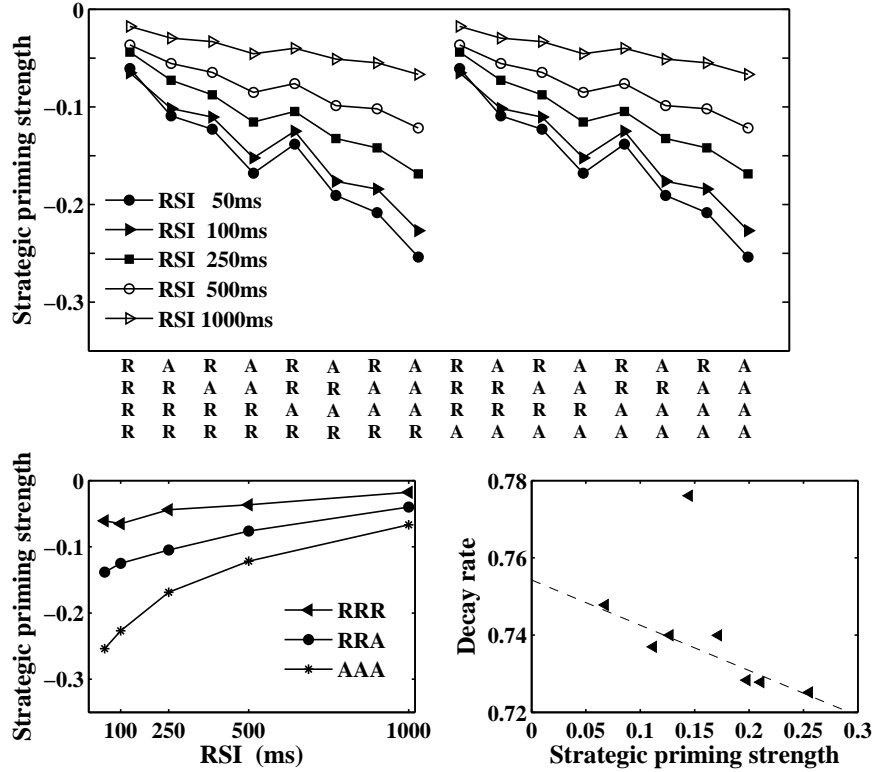 0
−0.1
−0.2
−0.3
Strategic priming strength
RSI 50ms
RSI 100ms
RSI 250ms
RSI 500ms
RSI 1000ms
R A R A R A R A R A R A R A R A
R R A A R R A A R R A A R R A A
R R R R A A A A R R R R A A A A
R R R R R R R R A A A A A A A A
0
−0.1
−0.2
−0.3
Strategic priming strength
RRR
RRA
AAA
100 250 500 1000
RSI (ms)
0.78
0.76
0.74
0.72
Decay rate
0 0.05 0.1 0.15 0.2 0.25 0.3
Strategic priming strength